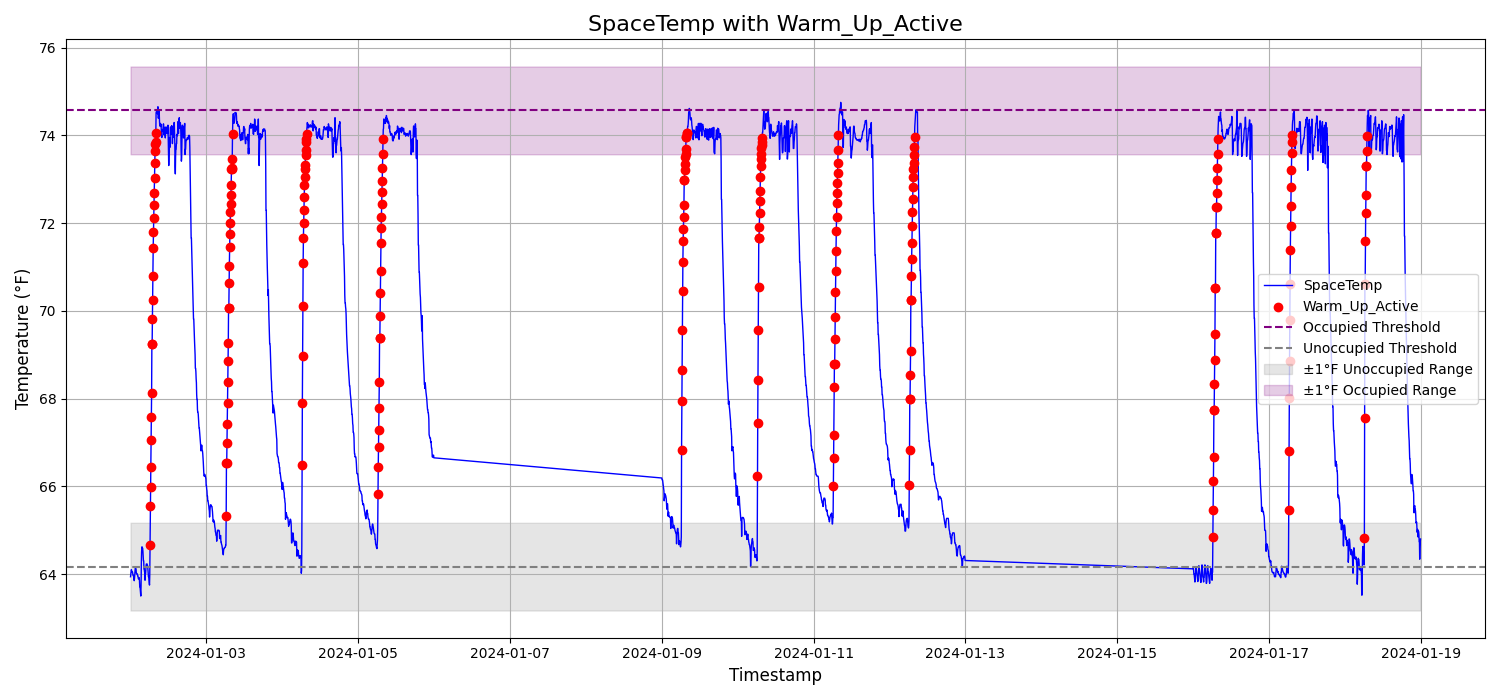 SpaceTemp with Warm_Up_Active
Temperature (°F)
76
74
72
70
68
66
64
SpaceTemp
Warm_Up_Active
Occupied Threshold
Unoccupied Threshold
±1°F Unoccupied Range
±1°F Occupied Range
2024-01-03
2024-01-05
2024-01-07
2024-01-09
2024-01-11
2024-01-13
2024-01-15
2024-01-17
2024-01-19
Timestamp